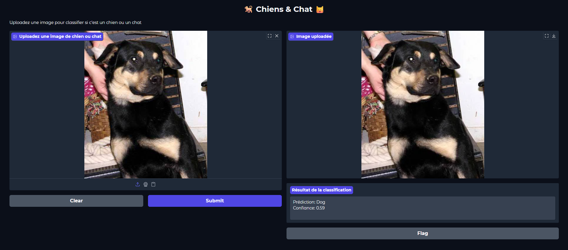 🐕 Chiens & Chat 🐱
Uploadez une image pour classifier si c'est un chien ou un chat
Uploadez une image de chien ou chat
Image uploadée
Clear
Submit
Résultat de la classification
Prédiction: Dog
Confiance: 0.59
Flag